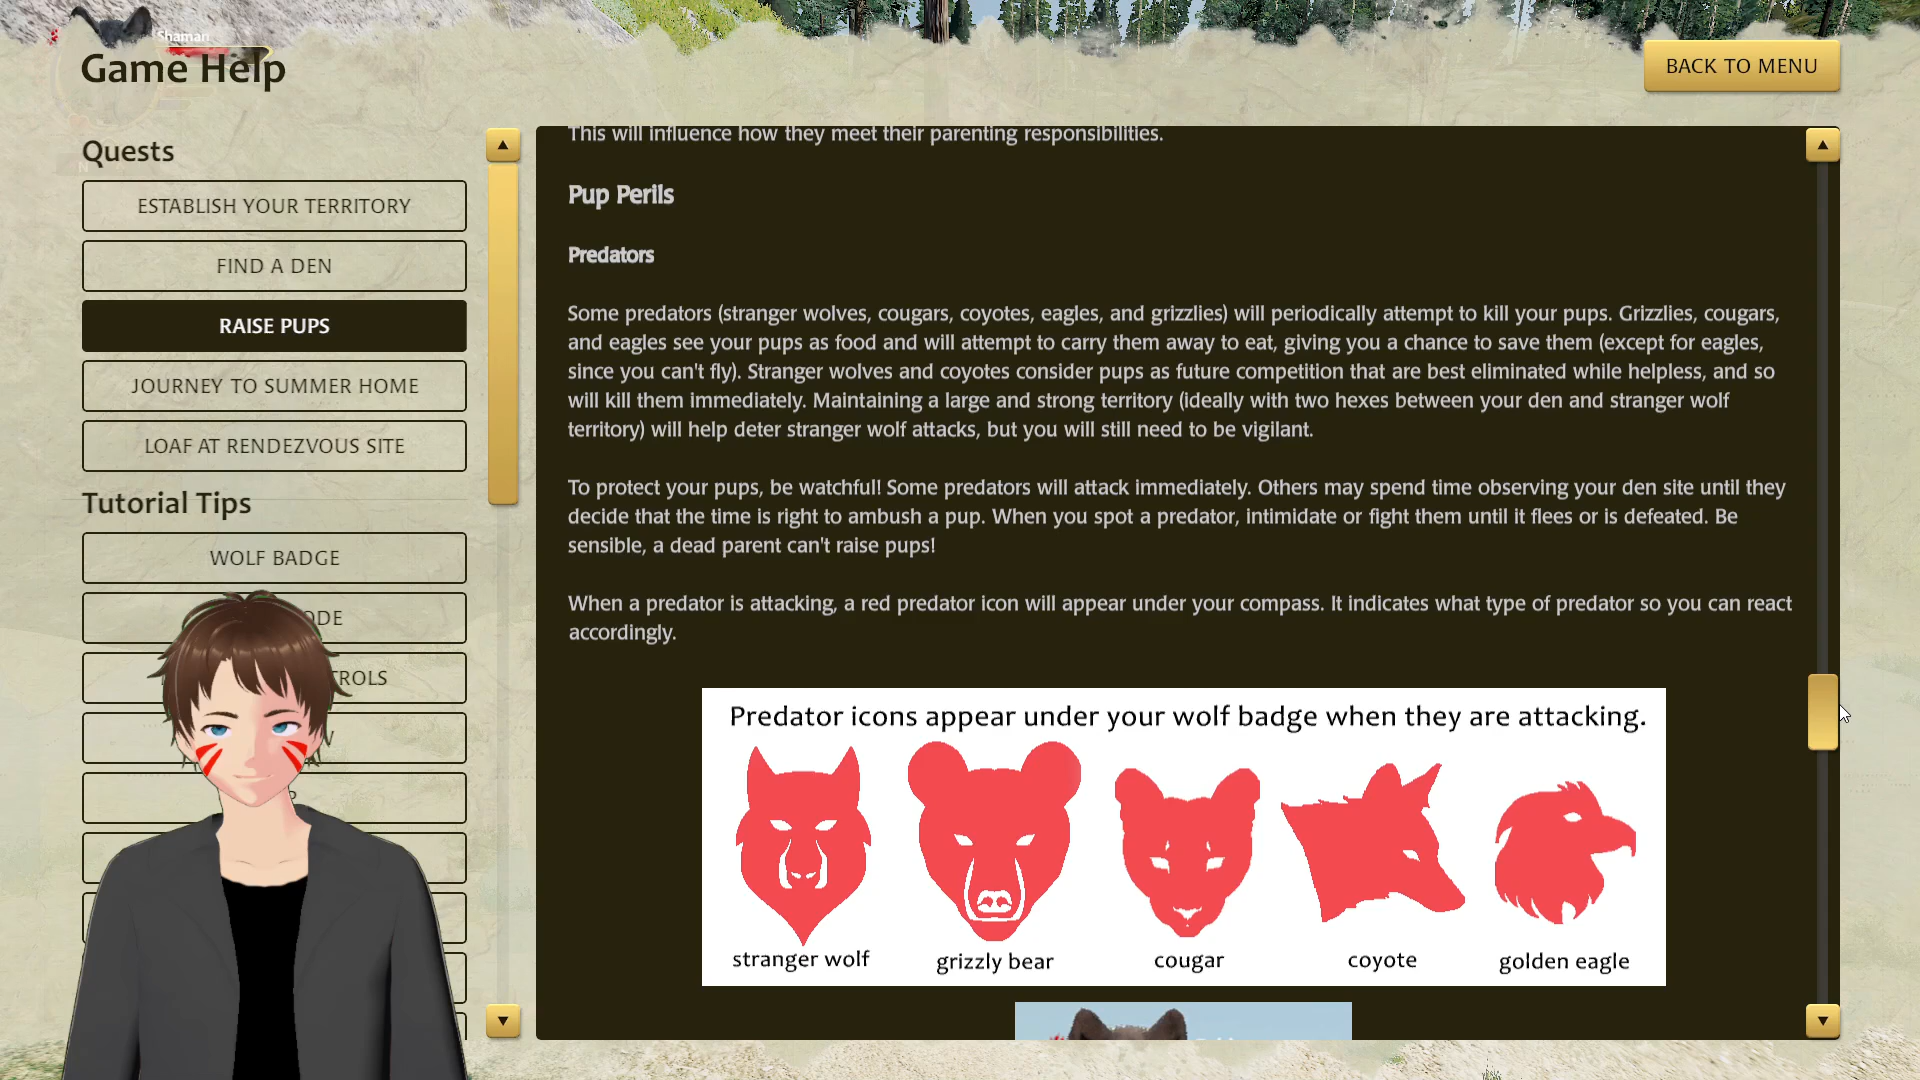 Shaman
Game Help
BACK TO MENU
Quests
ESTABLISH YOUR TERRITORY
FIND A DEN
RAISE PUPS
JOURNEY TO SUMMER HOME
LOAF AT RENDEZVOUS SITE
Tutorial Tips
WOLF BADGE
This will influence how they meet their parenting responsibilities.
Pup Perils
Predators
Some predators (stranger wolves, cougars, coyotes, eagles, and grizzlies) will periodically attempt to kill your pups. Grizzlies, cougars,
and eagles see your pups as food and will attempt to carry them away to eat, giving you a chance to save them (except for eagles,
since you can't fly). Stranger wolves and coyotes consider pups as future competition that are best eliminated while helpless, and so
will kill them immediately. Maintaining a large and strong territory (ideally with two hexes between your den and stranger wolf
territory) will help deter stranger wolf attacks, but you will still need to be vigilant.
To protect your pups, be watchful! Some predators will attack immediately. Others may spend time observing your den site until they
decide that the time is right to ambush a pup. When you spot a predator, intimidate or fight them until it flees or is defeated. Be
sensible, a dead parent can't raise pups!
When a predator is attacking, a red predator icon will appear under your compass. It indicates what type of predator so you can react
accordingly.
Predator icons appear under your wolf badge when they are attacking.
stranger wolf
grizzly bear
cougar
coyote
golden eagle